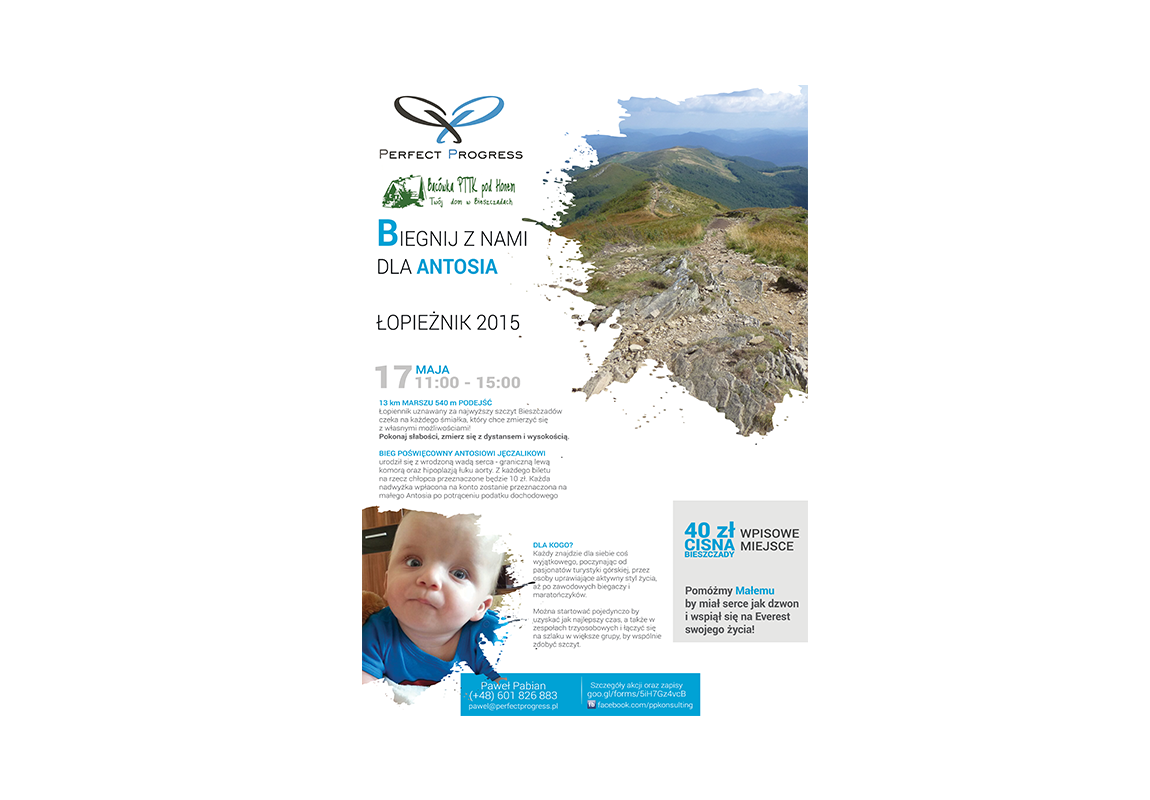 PERFECT PROGRESS
Bacówka PTTK pod Honem
Twój dom w Bieszczadach
BIEGNIJ Z NAMI
DLA ANTOSIA
ŁOPIEŻNIK 2015
17 MAJA
11:00 - 15:00
13 km MARSZU 540 m PODEJŚĆ
Łopiennik uznawany za najwyższy szczyt Bieszczadów
czeka na każdego śmiałka, który chce zmierzyć się
z własnymi możliwościami!
Pokonaj słabości, zmierz się z dystansem i wysokością.
BIEG POŚWIĘCOWNY ANTOSIOWI JĘCZALIKOWI
urodził się z wrodzoną wadą serca - graniczną lewą
komorą oraz hipoplazją łuku aorty. Z każdego biletu
na rzecz chłopca przeznaczone będzie 10 zł. Każda
nadwyżka wpłacona na konto zostanie przeznaczona na
małego Antosia po potrąceniu podatku dochodowego
DLA KOGO?
Każdy znajdzie dla siebie coś
wyjątkowego, poczynając od
pasjonatów turystyki górskiej, przez
osoby uprawiające aktywny styl życia,
aż po zawodowych biegaczy i
maratończyków.
Można startować pojedynczo by
uzyskać jak najlepszy czas, a także w
zespołach trzyosobowych i łączyć się
na szlaku w większe grupy, by wspólnie
zdobyć szczyt.
40 zł WPISOWE
CISNA MIEJSCE
BIESZCZADY
Pomóżmy Małemu
by miał serce jak dzwon
i wspiął się na Everest
swojego życia!
Paweł Pabian
(+48) 601 826 883
pawel@perfectprogress.pl
Szczegóły akcji oraz zapisy
goo.gl/forms/5iH7Gz4vcB
facebook.com/ppkonsulting